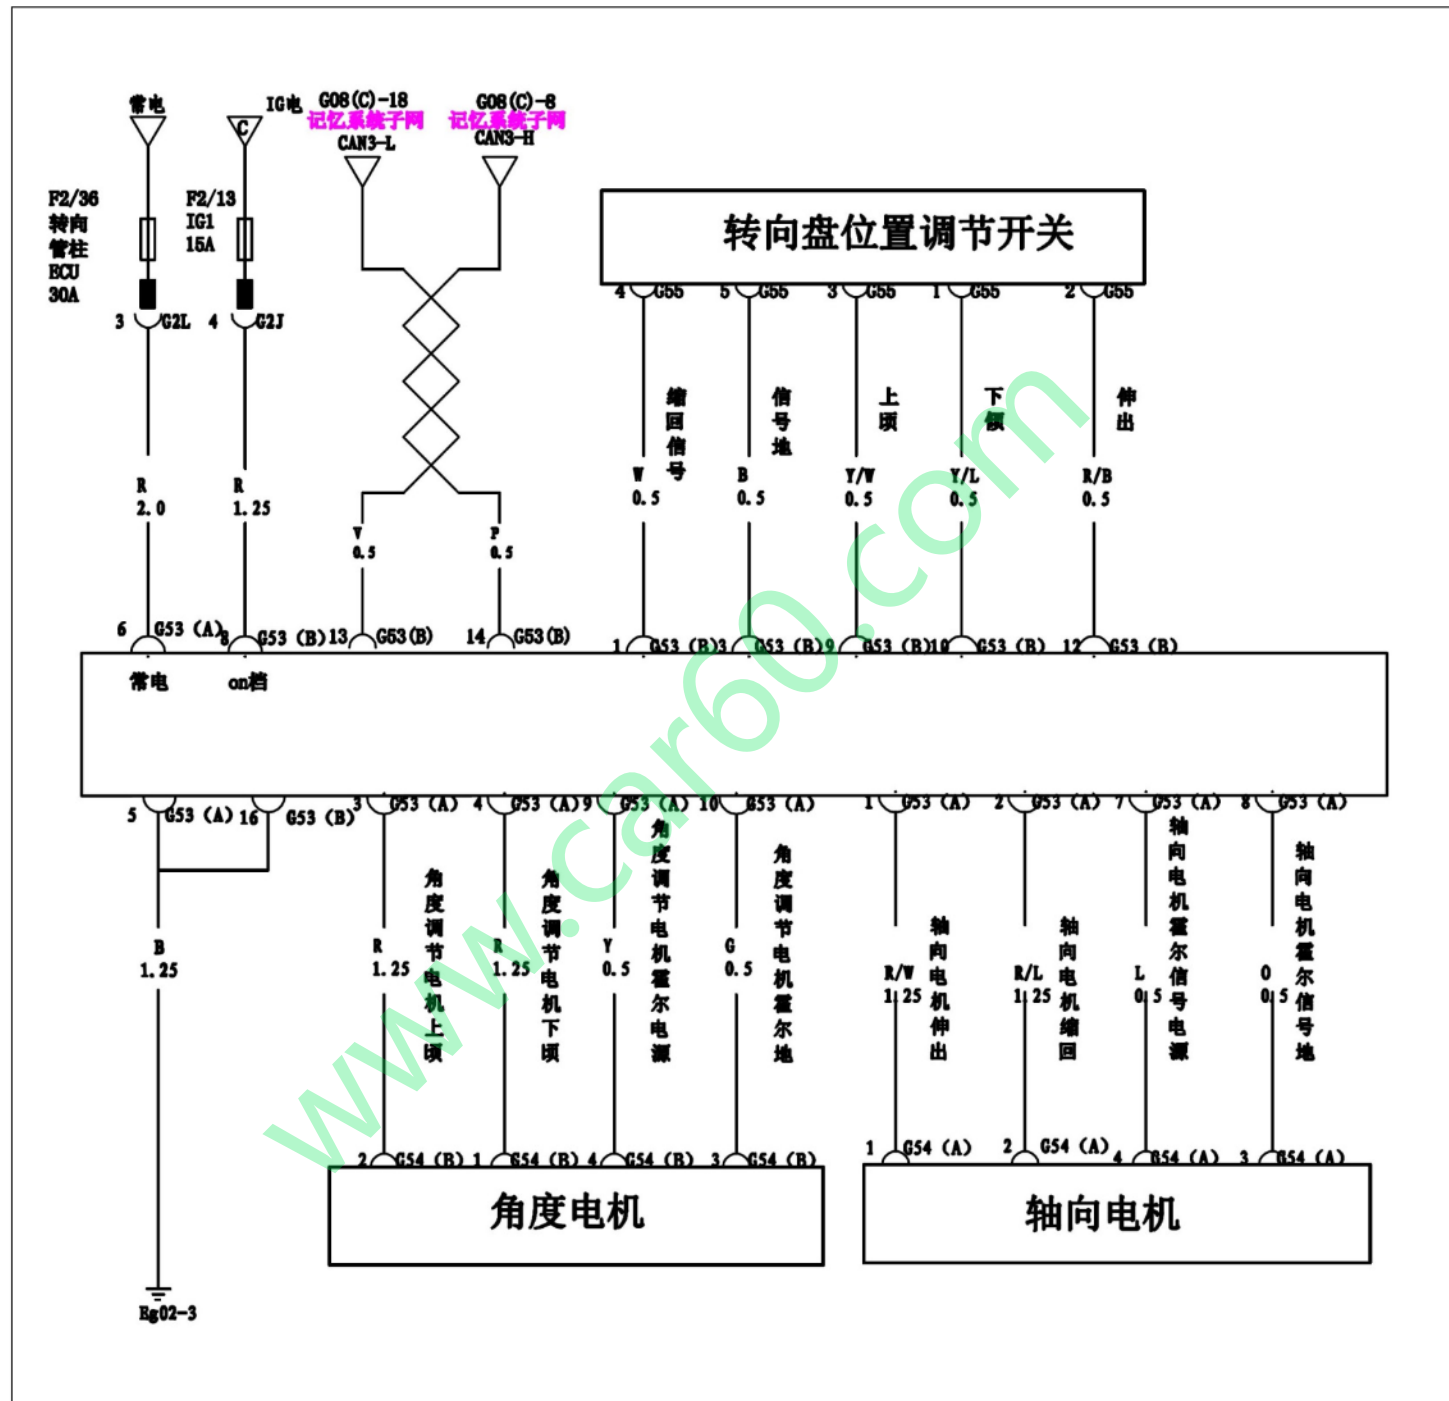 常电
IG电
C
G08(C)-18
记忆系统子网
CAN3-L
G08(C)-8
记忆系统子网
CAN3-H
F2/36
转向
管柱
ECU
30A
F2/13
IG1
15A
3 G2L
4 G2J
转向盘位置调节开关
4 G55
5 G55
3 G55
1 G55
2 G55
缩回信号
信号地
上顷
下倾
伸出
R
2.0
R
1.25
V
0.5
P
0.5
W
0.5
B
0.5
Y/W
0.5
Y/L
0.5
R/B
0.5
6 G53 (A)
8 G53 (B)
13 G53(B)
14 G53(B)
1 G53 (B)
3 G53 (B)
9 G53 (B)
10 G53 (B)
12 G53 (B)
常电
on档
5 G53 (A)
16 G53 (B)
3 G53 (A)
4 G53 (A)
9 G53 (A)
10 G53 (A)
1 G53 (A)
2 G53 (A)
7 G53 (A)
8 G53 (A)
B
1.25
R
1.25
角度调节电机上顷
R
1.25
角度调节电机下顷
Y
0.5
角度调节电机霍尔电源
G
0.5
角度调节电机霍尔地
R/W
1.25
轴向电机伸出
R/L
1.25
轴向电机缩回
L
0.5
轴向电机霍尔信号电源
O
0.5
轴向电机霍尔信号地
2 G54 (B)
1 G54 (B)
4 G54 (B)
3 G54 (B)
1 G54 (A)
2 G54 (A)
4 G54 (A)
3 G54 (A)
角度电机
轴向电机
Eg02-3
www.car60.com